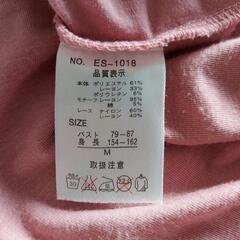 NO. ES-1018
品質表示
本体 ポリエステル 61%
レーヨン 33%
ポリウレタン 6%
モチーフ レーヨン 95%
綿 5%
レース ナイロン 60%
レーヨン 40%
SIZE
バスト 79-87
身長 154-162
M
取扱注意
30